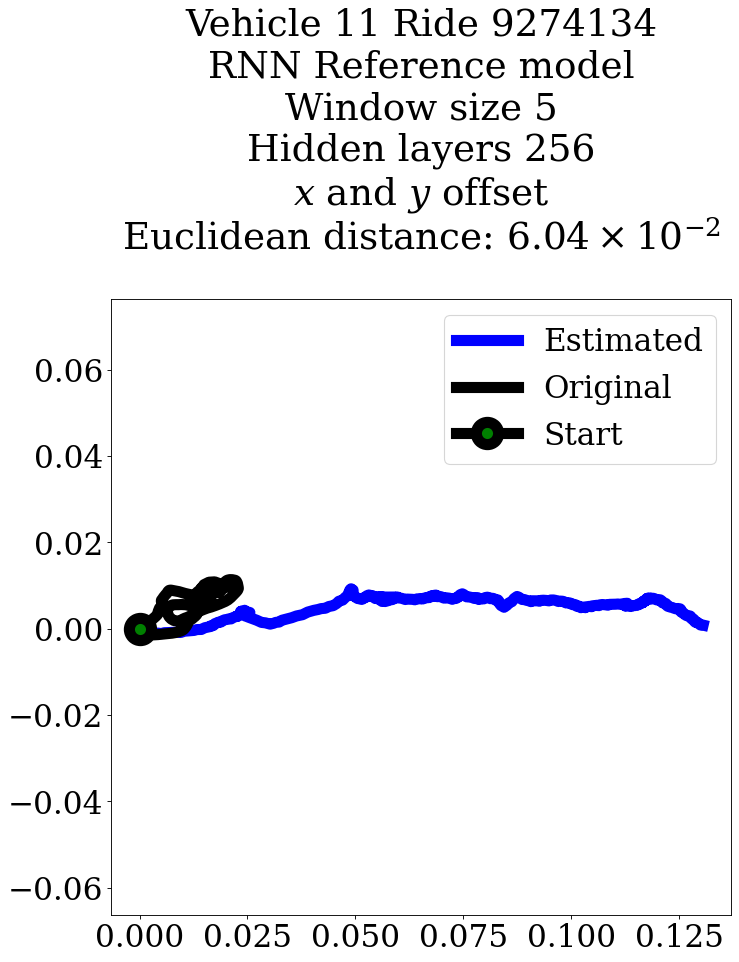 Vehicle 11 Ride 9274134
RNN Reference model
Window size 5
Hidden layers 256
x and y offset
Euclidean distance: 6.04 × 10⁻²
Estimated
Original
Start
0.06
0.04
0.02
0.00
−0.02
−0.04
−0.06
0.000 0.025 0.050 0.075 0.100 0.125